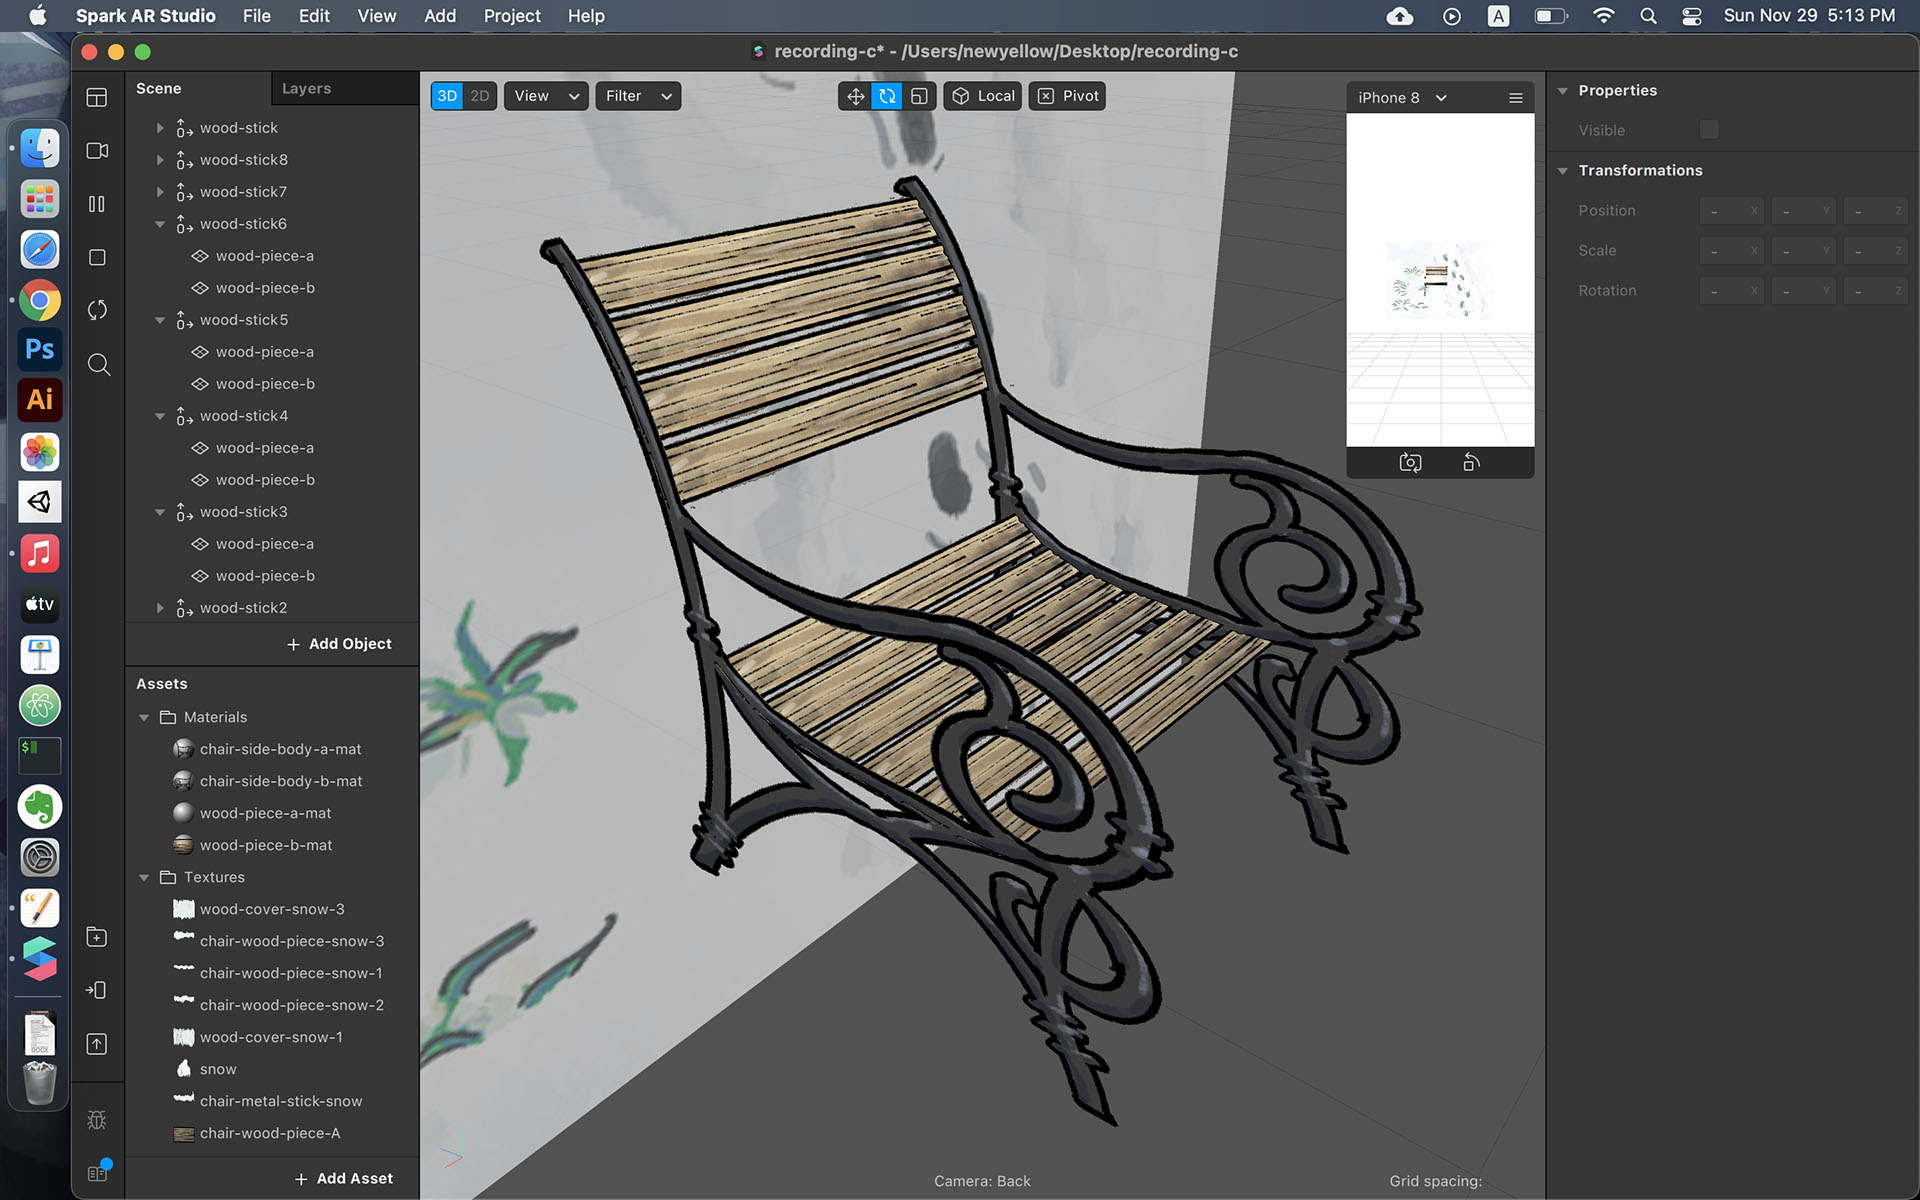 Spark AR Studio File Edit View Add Project Help A Sun Nov 29 5:13 PM
recording-c* - /Users/newyellow/Desktop/recording-c
Scene Layers
wood-stick
wood-stick8
wood-stick7
wood-stick6
wood-piece-a
wood-piece-b
wood-stick5
wood-piece-a
wood-piece-b
wood-stick4
wood-piece-a
wood-piece-b
wood-stick3
wood-piece-a
wood-piece-b
wood-stick2
+ Add Object
Assets
Materials
chair-side-body-a-mat
chair-side-body-b-mat
wood-piece-a-mat
wood-piece-b-mat
Textures
wood-cover-snow-3
chair-wood-piece-snow-3
chair-wood-piece-snow-1
chair-wood-piece-snow-2
wood-cover-snow-1
snow
chair-metal-stick-snow
chair-wood-piece-A
+ Add Asset
3D 2D View Filter Local Pivot
iPhone 8
Camera: Back Grid spacing:
Properties
Visible
Transformations
Position - X - Y - Z
Scale - X - Y - Z
Rotation - X - Y - Z
Ps
Ai
tv
$
DOCX